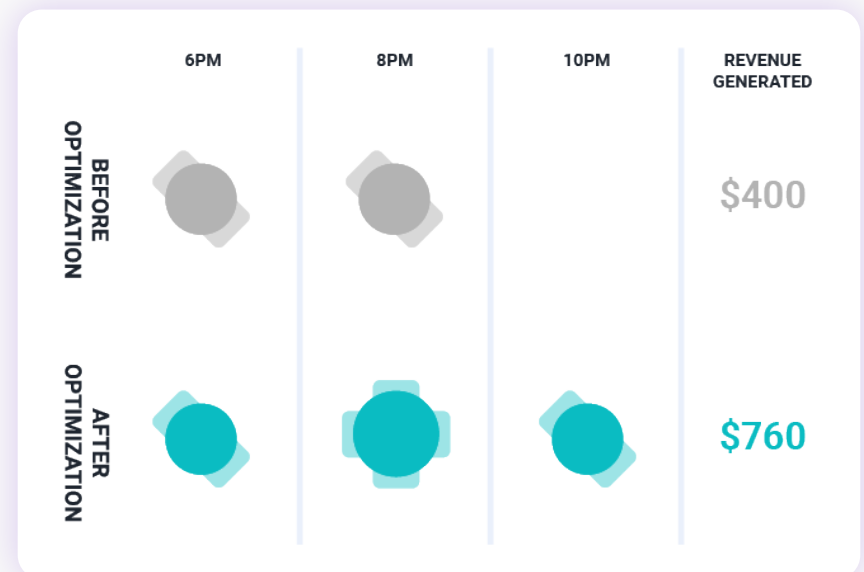 6PM
8PM
10PM
REVENUE
GENERATED
BEFORE
OPTIMIZATION
$400
AFTER
OPTIMIZATION
$760